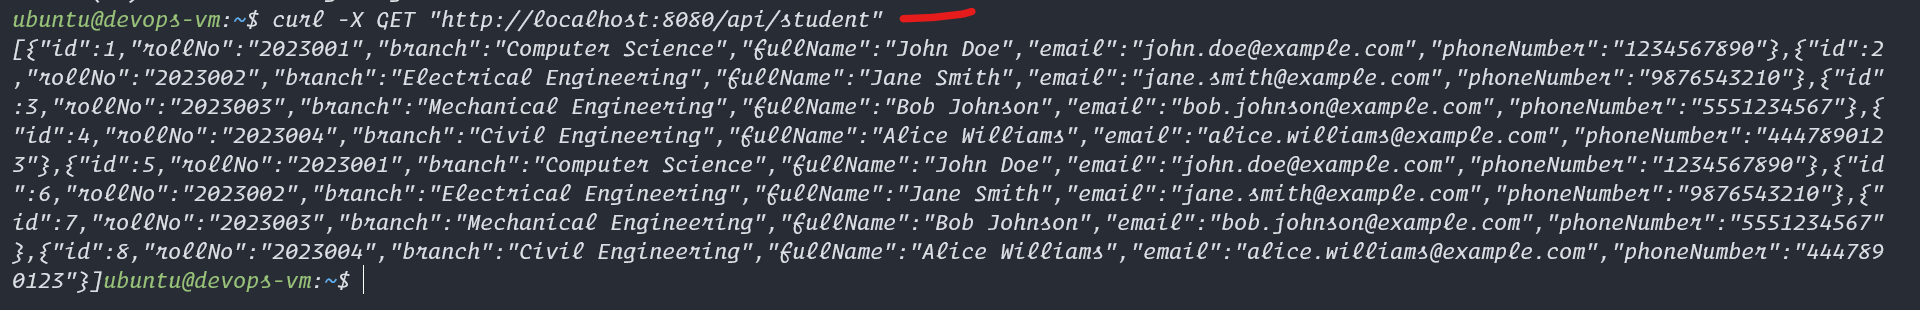 ubuntu@devops-vm:~$ curl -X GET "http://localhost:8080/api/student"
[{"id":1,"rollNo":"2023001","branch":"Computer Science","fullName":"John Doe","email":"john.doe@example.com","phoneNumber":"1234567890"},{"id":2
,"rollNo":"2023002","branch":"Electrical Engineering","fullName":"Jane Smith","email":"jane.smith@example.com","phoneNumber":"9876543210"},{"id"
:3,"rollNo":"2023003","branch":"Mechanical Engineering","fullName":"Bob Johnson","email":"bob.johnson@example.com","phoneNumber":"5551234567"},{
"id":4,"rollNo":"2023004","branch":"Civil Engineering","fullName":"Alice Williams","email":"alice.williams@example.com","phoneNumber":"444789012
3"},{"id":5,"rollNo":"2023001","branch":"Computer Science","fullName":"John Doe","email":"john.doe@example.com","phoneNumber":"1234567890"},{"id
":6,"rollNo":"2023002","branch":"Electrical Engineering","fullName":"Jane Smith","email":"jane.smith@example.com","phoneNumber":"9876543210"},{"
id":7,"rollNo":"2023003","branch":"Mechanical Engineering","fullName":"Bob Johnson","email":"bob.johnson@example.com","phoneNumber":"5551234567"
},{"id":8,"rollNo":"2023004","branch":"Civil Engineering","fullName":"Alice Williams","email":"alice.williams@example.com","phoneNumber":"444789
0123"}]ubuntu@devops-vm:~$